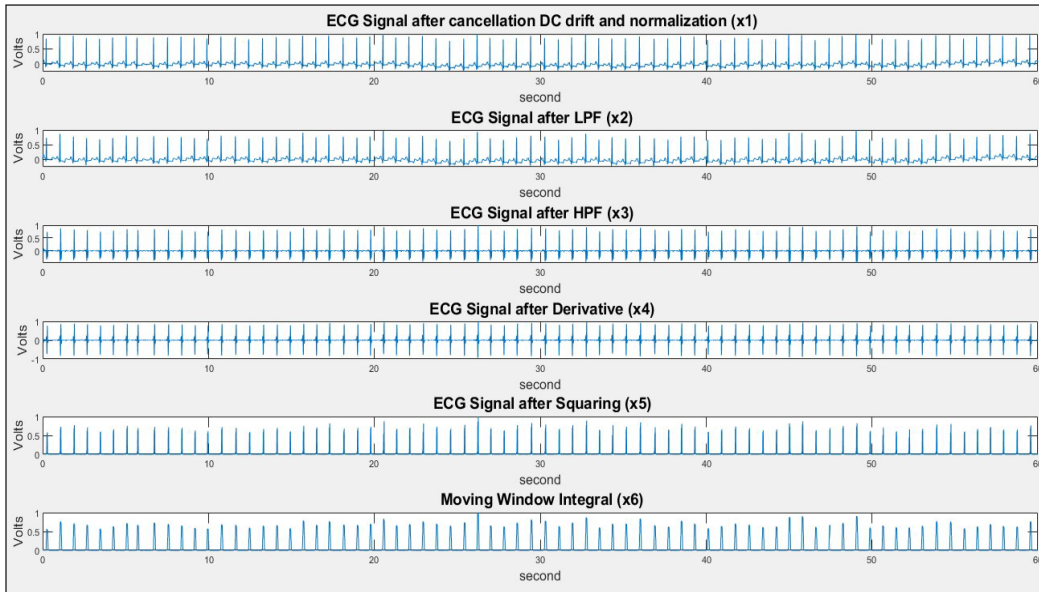 ECG Signal after cancellation DC drift and normalization (x1)
Volts
1
0.5
0
0 10 20 30 40 50 60
second
ECG Signal after LPF (x2)
Volts
1
0.5
0
0 10 20 30 40 50 60
second
ECG Signal after HPF (x3)
Volts
1
0.5
0
0 10 20 30 40 50 60
second
ECG Signal after Derivative (x4)
Volts
1
0
-1
0 10 20 30 40 50 60
second
ECG Signal after Squaring (x5)
Volts
1
0.5
0
0 10 20 30 40 50 60
second
Moving Window Integral (x6)
Volts
1
0.5
0
0 10 20 30 40 50 60
second